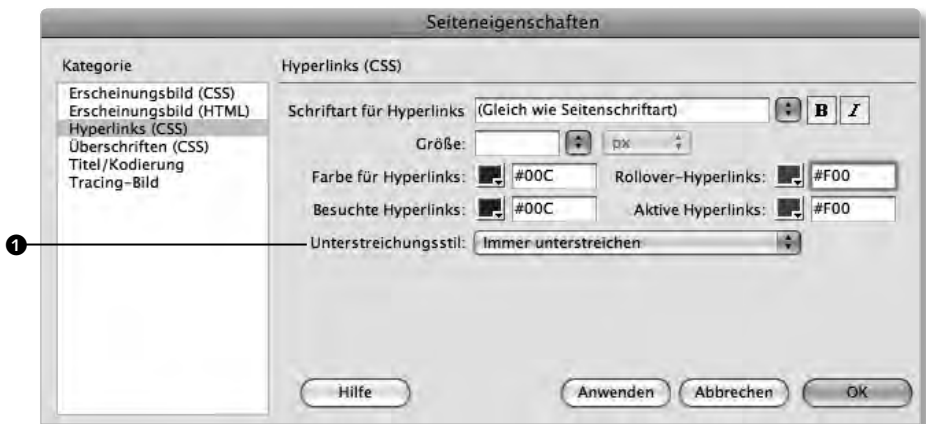 Seiteneigenschaften
Kategorie
Erscheinungsbild (CSS)
Erscheinungsbild (HTML)
Hyperlinks (CSS)
Überschriften (CSS)
Titel/Kodierung
Tracing-Bild
Hyperlinks (CSS)
Schriftart für Hyperlinks (Gleich wie Seitenschriftart) B I
Größe: px
Farbe für Hyperlinks: #00C Rollover-Hyperlinks: #F00
Besuchte Hyperlinks: #00C Aktive Hyperlinks: #F00
1 Unterstreichungsstil: Immer unterstreichen
Hilfe Anwenden Abbrechen OK